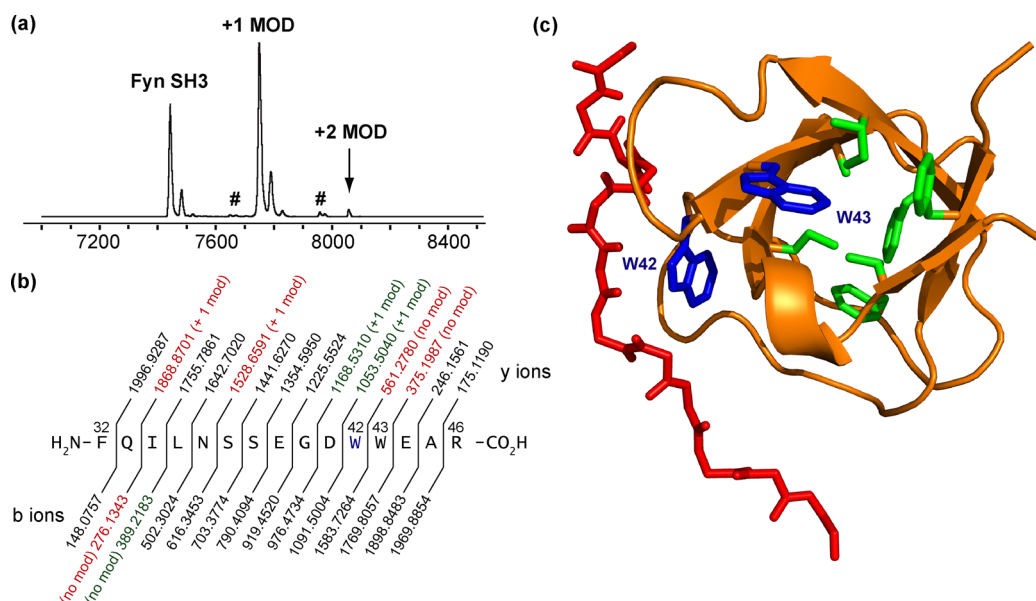 (a)
+1 MOD
Fyn SH3
+2 MOD
#
#
7200
7600
8000
8400
(b)
1996.9287
1868.8701 (+ 1 mod)
1755.7861
1642.7020
1528.6591 (+ 1 mod)
1441.6270
1354.5950
1225.5524
1168.5310 (+1 mod)
1053.5040 (+1 mod)
561.2780 (no mod)
375.1987 (no mod)
246.1561
175.1190
y ions
32
42
43
46
H₂N-F Q I L N S S E G D W W E A R -CO₂H
b ions
148.0757
(no mod) 276.1343
(no mod) 389.2183
502.3024
616.3453
703.3774
790.4094
919.4520
976.4734
1091.5004
1583.7264
1769.8057
1898.8483
1969.8854
(c)
W43
W42